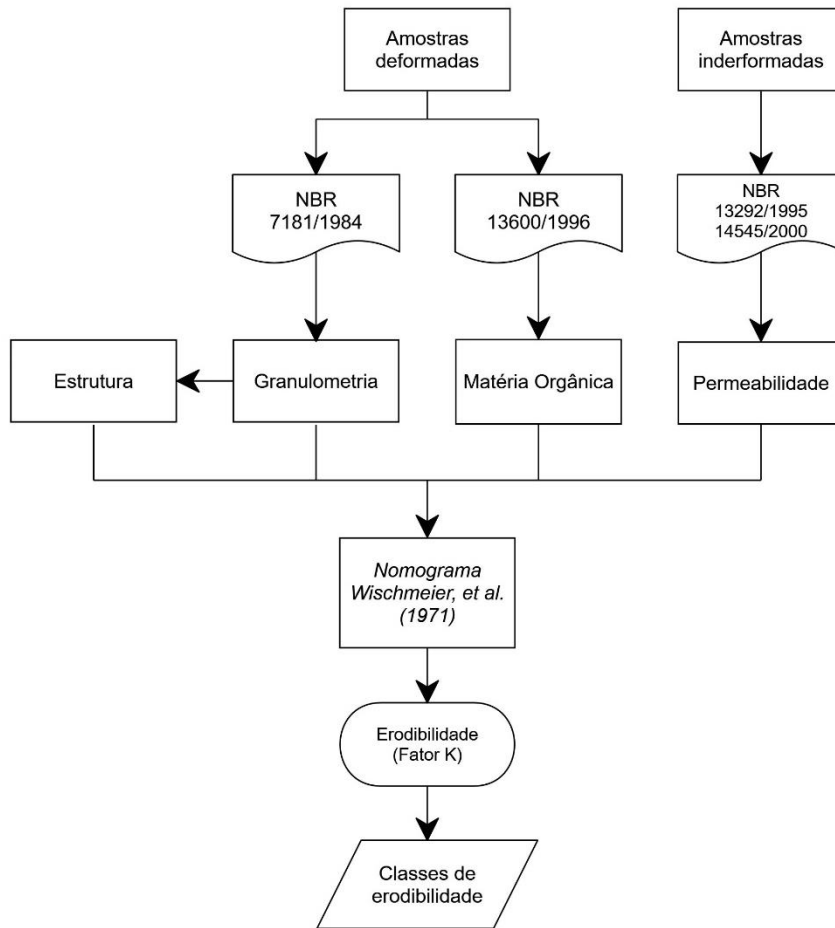 Amostras
deformadas
Amostras
inderformadas
NBR
7181/1984
NBR
13600/1996
NBR
13292/1995
14545/2000
Estrutura
Granulometria
Matéria Orgânica
Permeabilidade
Nomograma
Wischmeier, et al.
(1971)
Erodibilidade
(Fator K)
Classes de
erodibilidade